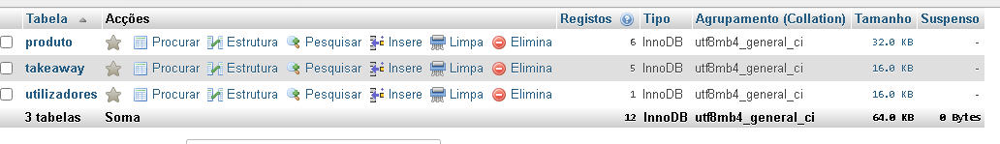 Tabela Acções Registos Tipo Agrupamento (Collation) Tamanho Suspenso
produto Procurar Estrutura Pesquisar Insere Limpa Elimina 6 InnoDB utf8mb4_general_ci 32.0 KB -
takeaway Procurar Estrutura Pesquisar Insere Limpa Elimina 5 InnoDB utf8mb4_general_ci 16.0 KB -
utilizadores Procurar Estrutura Pesquisar Insere Limpa Elimina 1 InnoDB utf8mb4_general_ci 16.0 KB -
3 tabelas Soma 12 InnoDB utf8mb4_general_ci 64.0 KB 0 Bytes